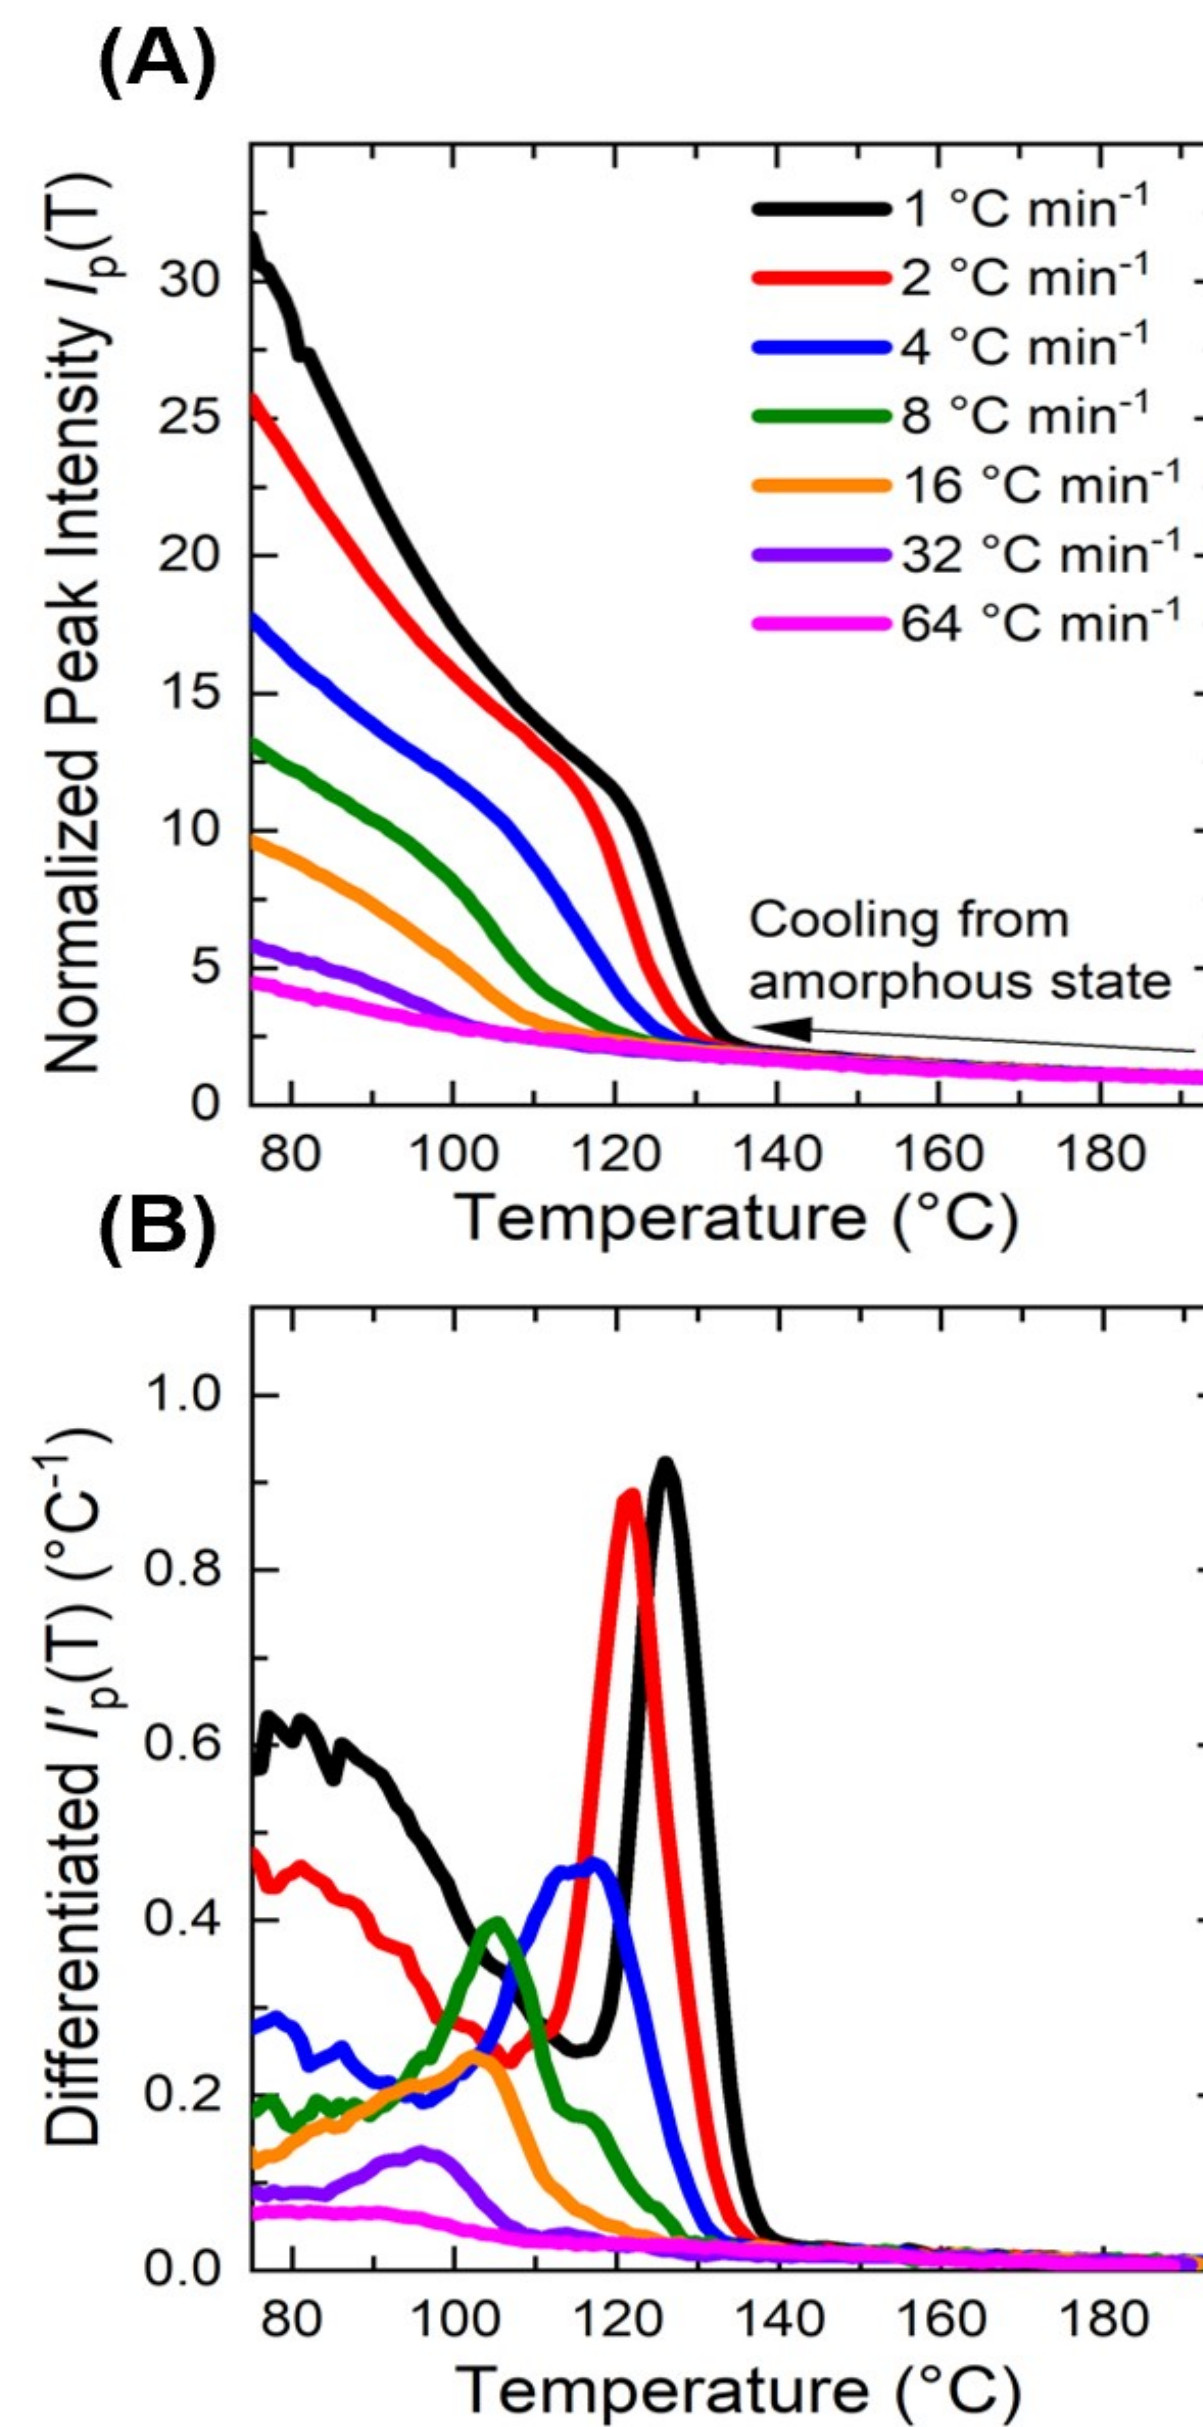 (A)
Normalized Peak Intensity Iₚ(T)
30
25
20
15
10
5
0
1 °C min⁻¹
2 °C min⁻¹
4 °C min⁻¹
8 °C min⁻¹
16 °C min⁻¹
32 °C min⁻¹
64 °C min⁻¹
Cooling from
amorphous state
80 100 120 140 160 180
Temperature (°C)
(B)
Differentiated I'ₚ(T) (°C⁻¹)
1.0
0.8
0.6
0.4
0.2
0.0
80 100 120 140 160 180
Temperature (°C)